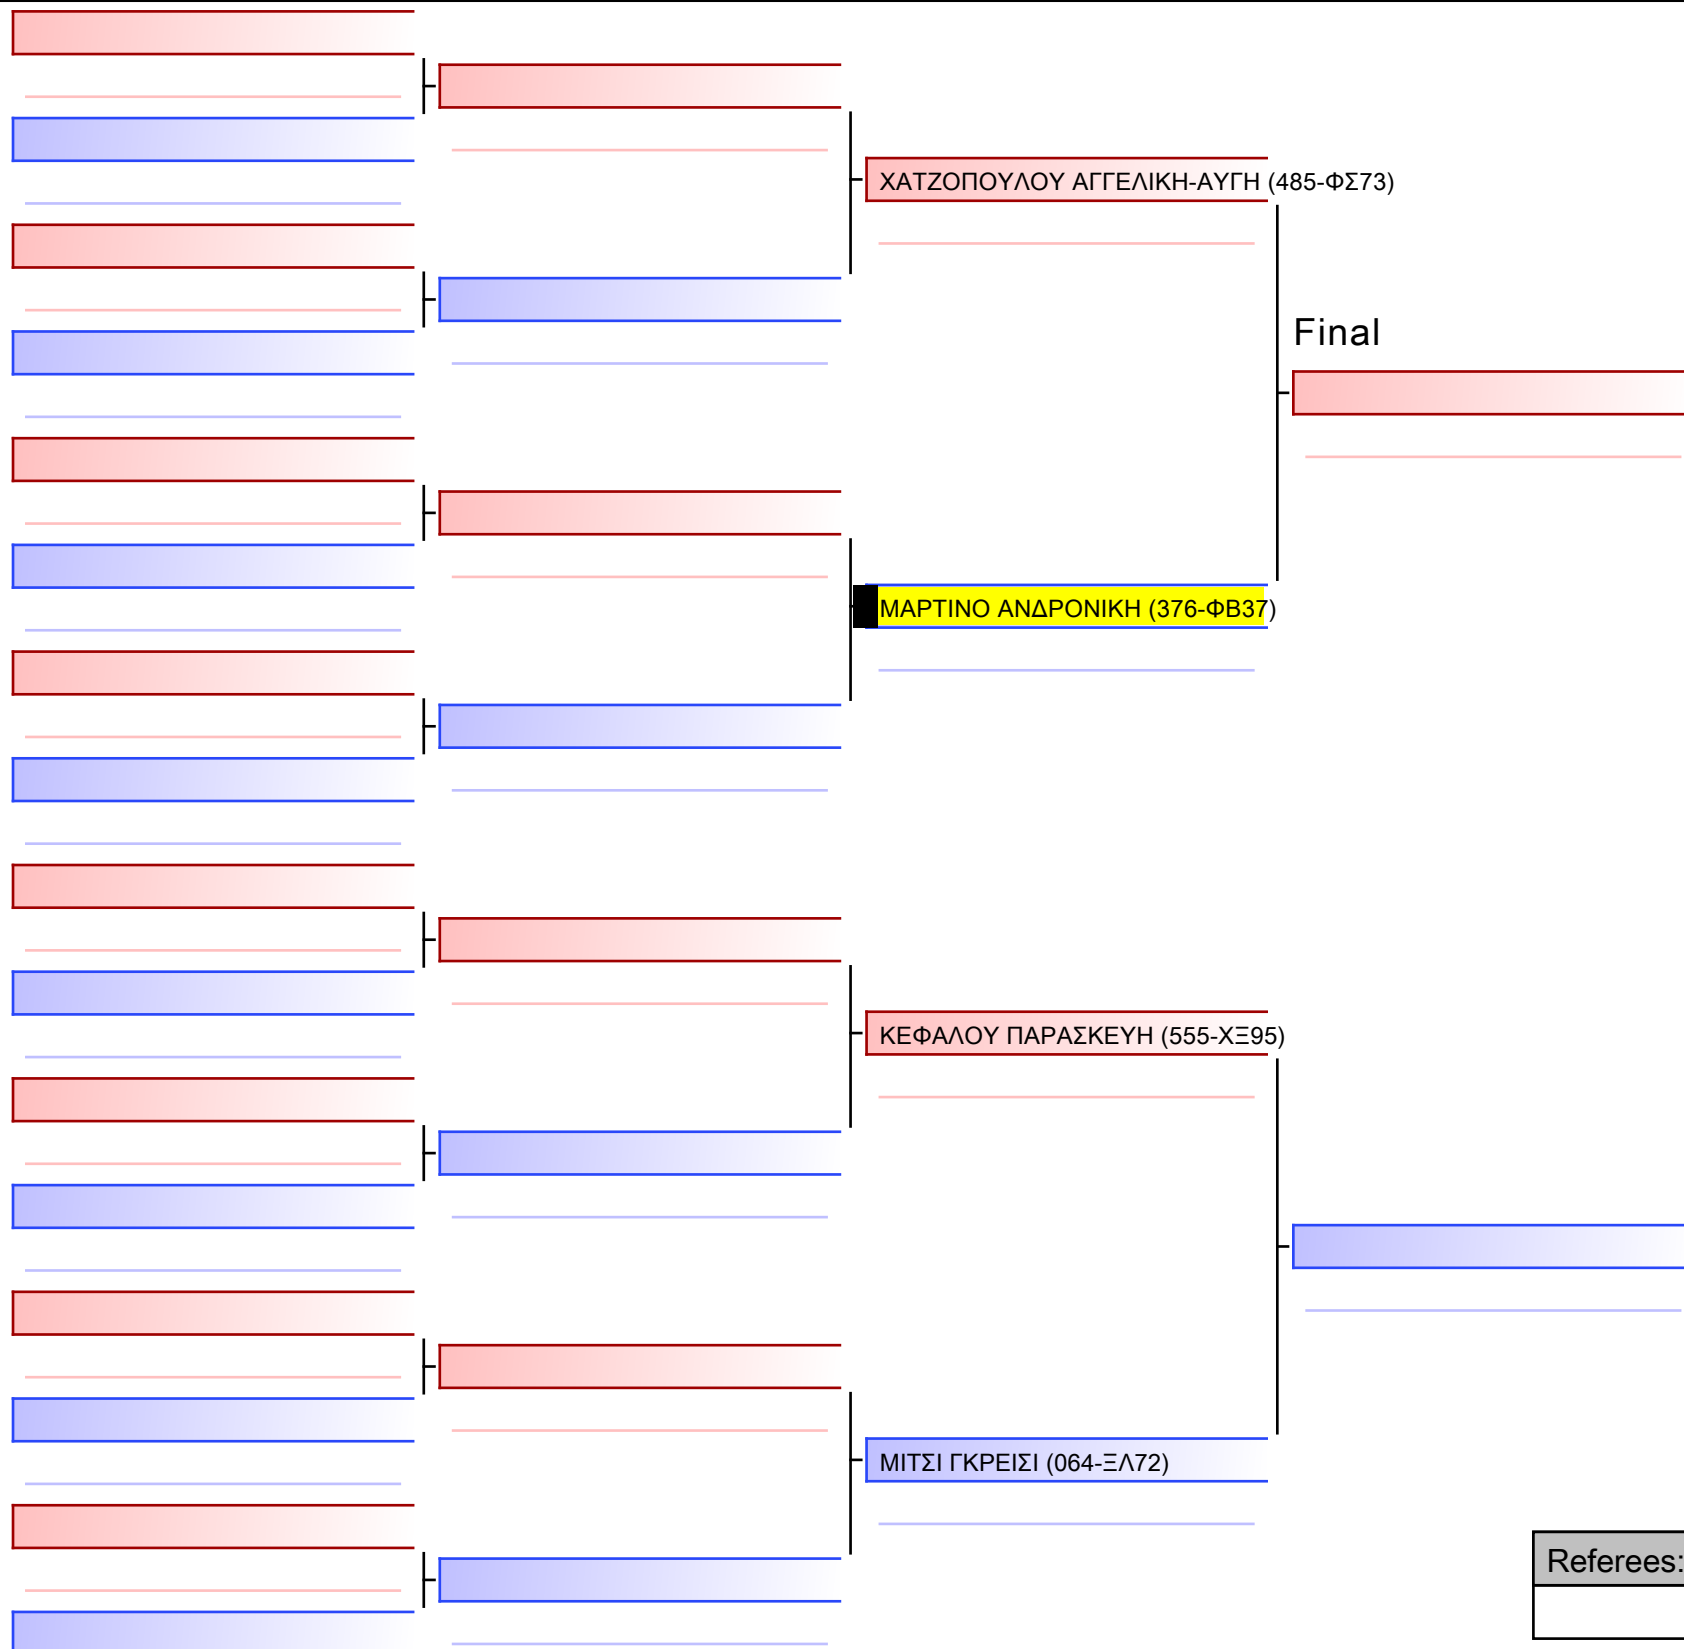 ΧΑΤΖΟΠΟΥΛΟΥ ΑΓΓΕΛΙΚΗ-ΑΥΓΗ (485-ΦΣ73)
Final
ΜΑΡΤΙΝΟ ΑΝΔΡΟΝΙΚΗ (376-ΦΒ37)
ΚΕΦΑΛΟΥ ΠΑΡΑΣΚΕΥΗ (555-ΧΞ95)
ΜΙΤΣΙ ΓΚΡΕΙΣΙ (064-ΞΛ72)
Referees: